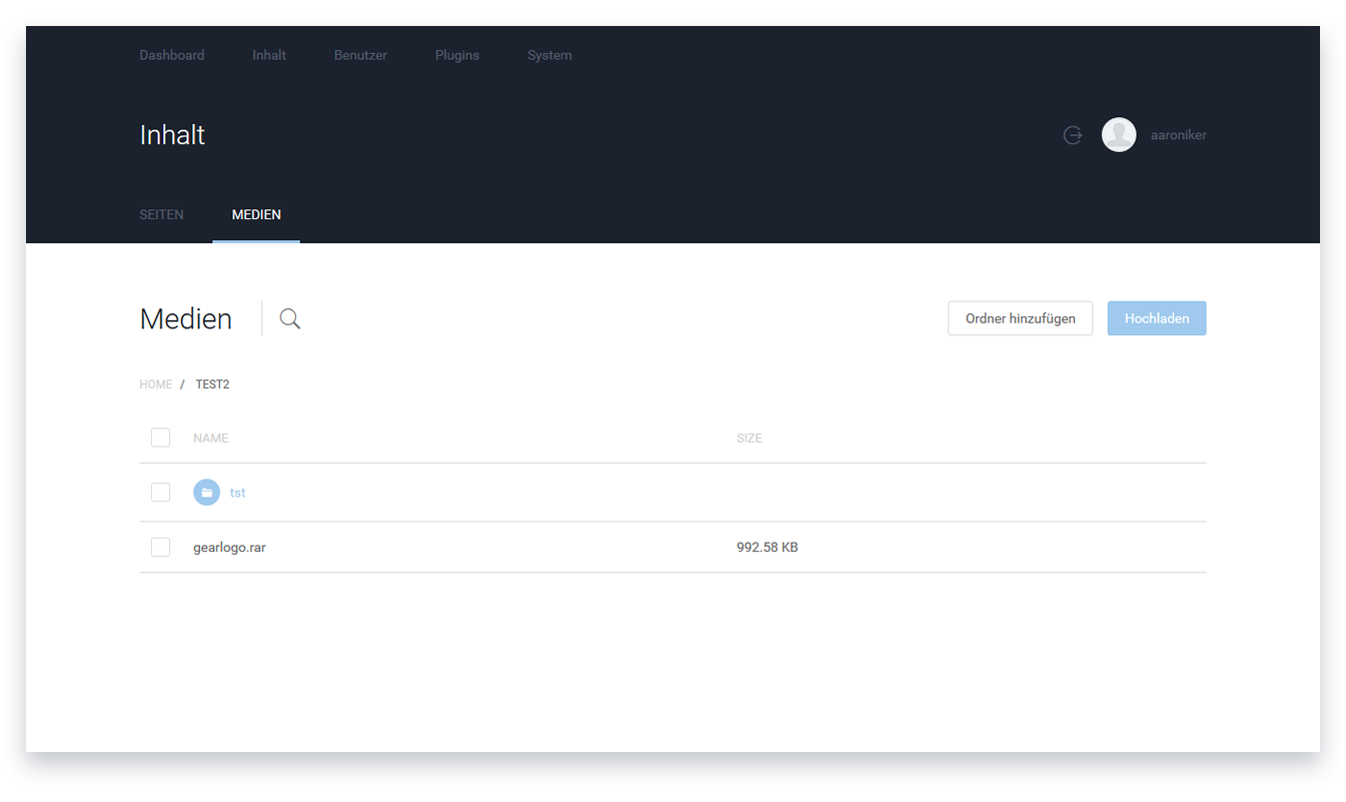 Dashboard Inhalt Benutzer Plugins System
Inhalt
aaroniker
SEITEN MEDIEN
Medien
Ordner hinzufügen Hochladen
HOME / TEST2
NAME SIZE
tst
gearlogo.rar 992.58 KB